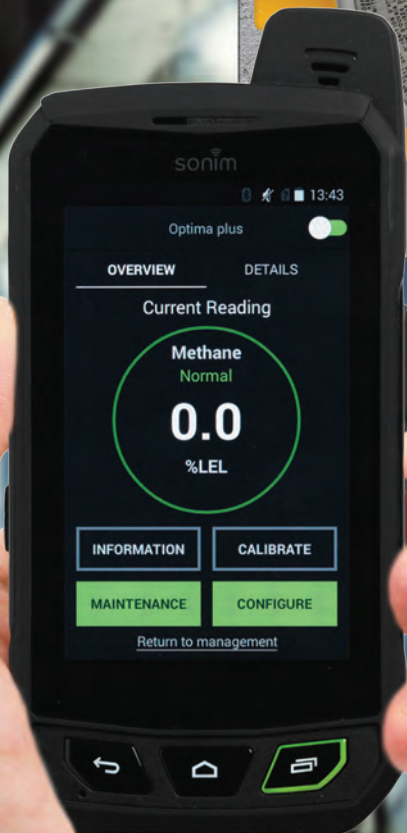 sonim
13:43
Optima plus
OVERVIEW DETAILS
Current Reading
Methane
Normal
0.0
%LEL
INFORMATION CALIBRATE
MAINTENANCE CONFIGURE
Return to management